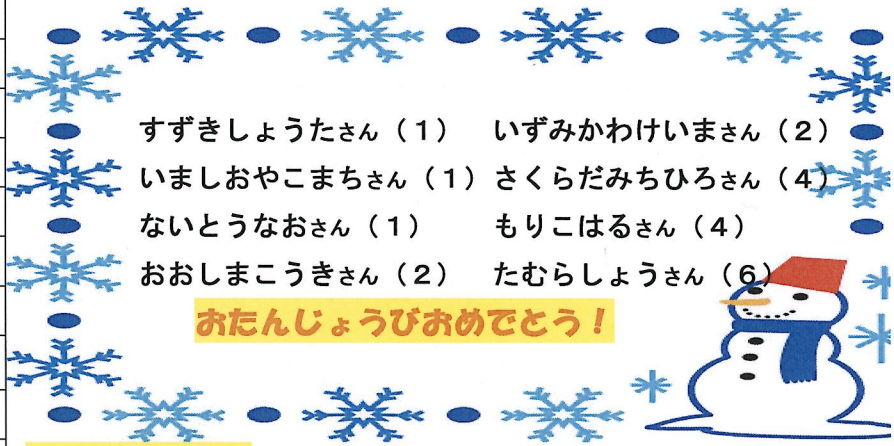 すずきしょうたさん（１）　いずみかわけいまさん（２）
いましおやこまちさん（１）さくらだみちひろさん（４）
ないとうなおさん（１）　もりこはるさん（４）
おおしまこうきさん（２）　たむらしょうさん（６）
おたんじょうびおめでとう！